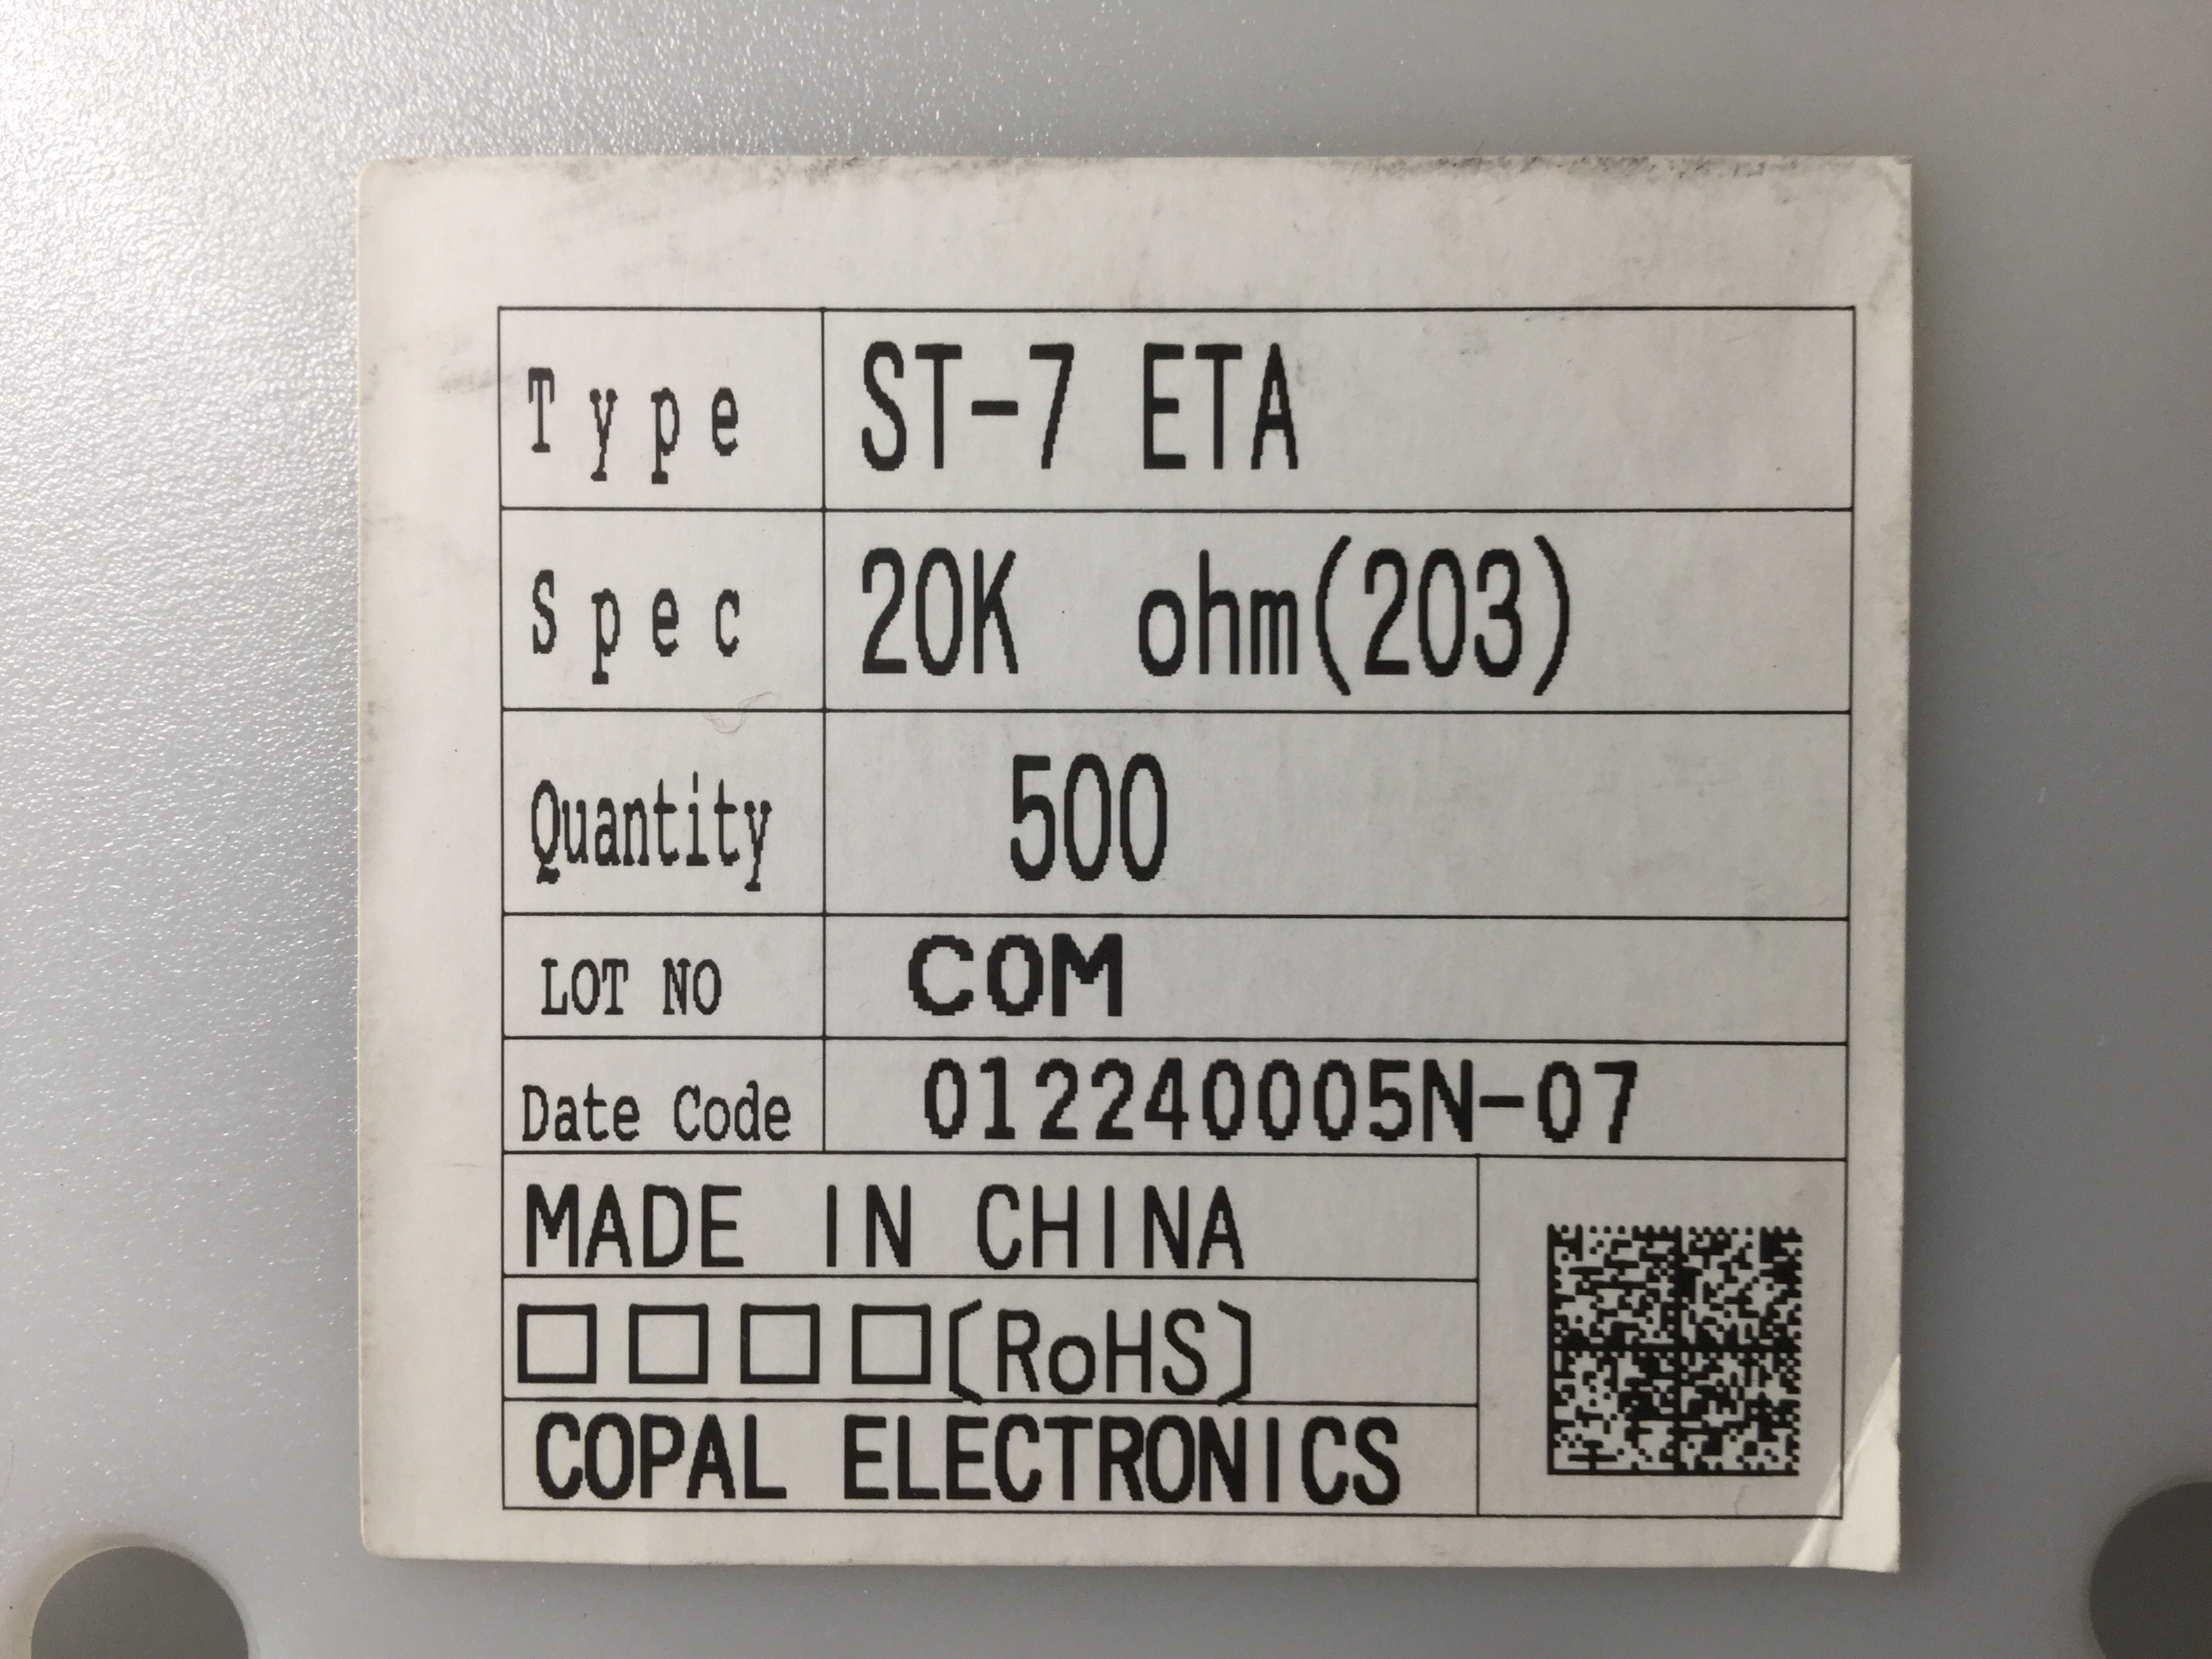 Type ST-7 ETA
Spec 20K ohm(203)
Quantity 500
LOT NO COM
Date Code 012240005N-07
MADE IN CHINA
□□□□(RoHS)
COPAL ELECTRONICS